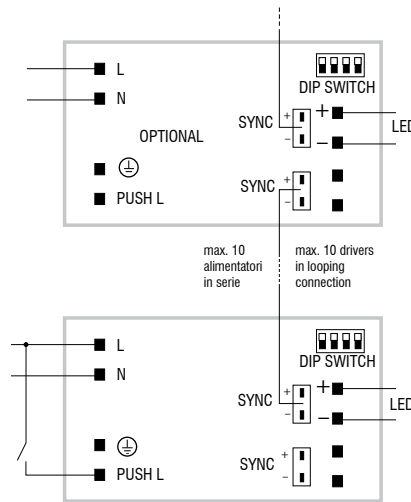 L
DIP SWITCH
N
SYNC
+
−
+
−
LED
OPTIONAL
SYNC
+
−
PUSH L
max. 10
alimentatori
in serie
max. 10 drivers
in looping
connection
L
DIP SWITCH
N
SYNC
+
−
+
−
LED
SYNC
+
−
PUSH L